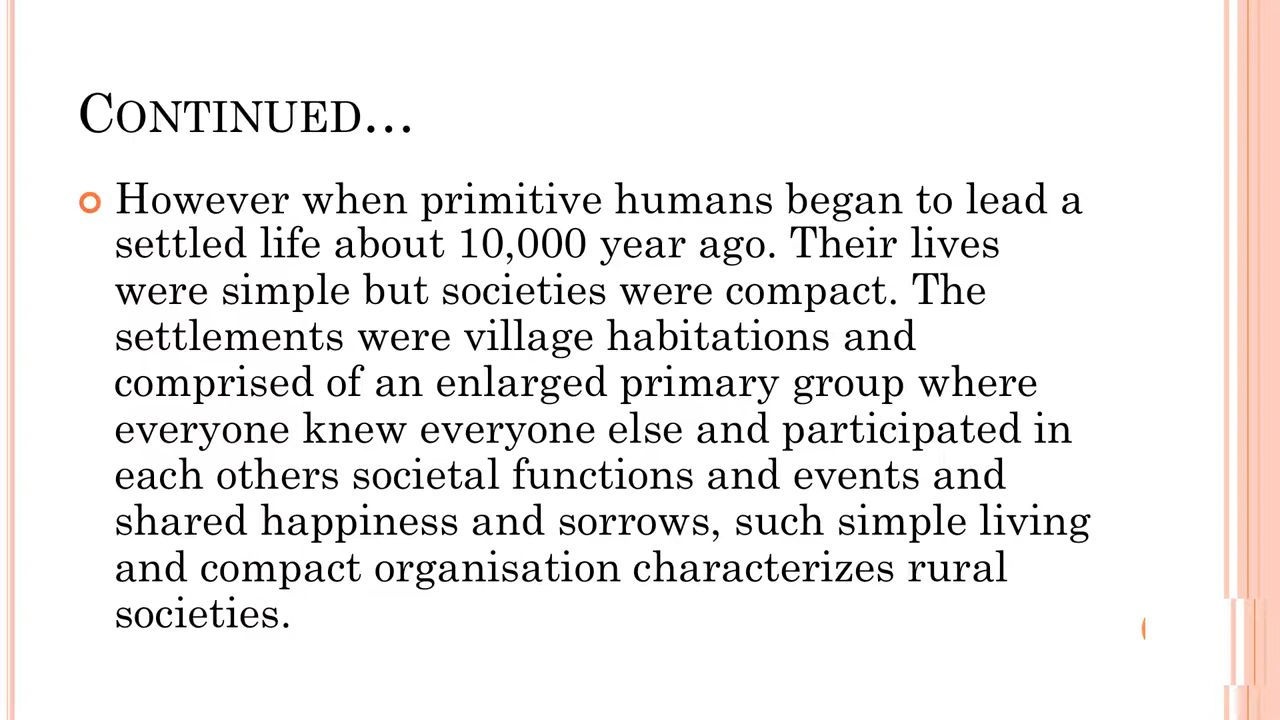 CONTINUED...
However when primitive humans began to lead a
settled life about 10,000 year ago. Their lives
were simple but societies were compact. The
settlements were village habitations and
comprised of an enlarged primary group where
everyone knew everyone else and participated in
each others societal functions and events and
shared happiness and sorrows, such simple living
and compact organisation characterizes rural
societies.